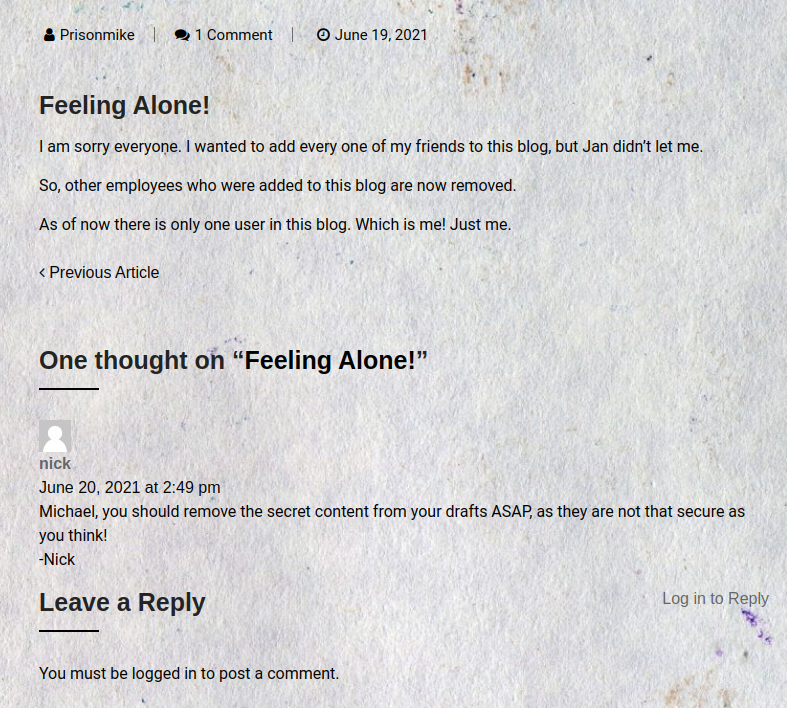 Prisonmike | 1 Comment | June 19, 2021
Feeling Alone!
I am sorry everyone. I wanted to add every one of my friends to this blog, but Jan didn’t let me.
So, other employees who were added to this blog are now removed.
As of now there is only one user in this blog. Which is me! Just me.
‹ Previous Article
One thought on “Feeling Alone!”
nick
June 20, 2021 at 2:49 pm
Michael, you should remove the secret content from your drafts ASAP, as they are not that secure as
you think!
-Nick
Leave a Reply
Log in to Reply
You must be logged in to post a comment.